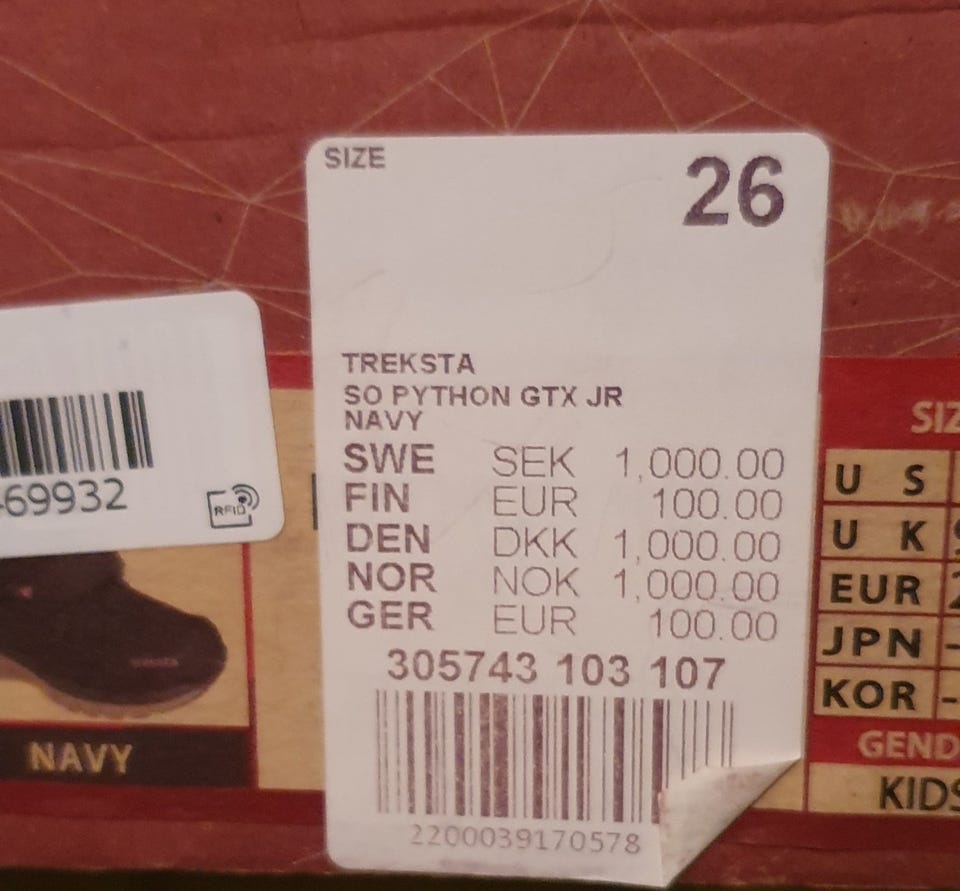 SIZE 26
TREKSTA
SO PYTHON GTX JR
NAVY
SWE SEK 1,000.00
FIN EUR 100.00
DEN DKK 1,000.00
NOR NOK 1,000.00
GER EUR 100.00
305743 103 107
2200039170578
69932
RFID
NAVY
SIZ
U S
U K
EUR
JPN -
KOR -
GEND
KIDS